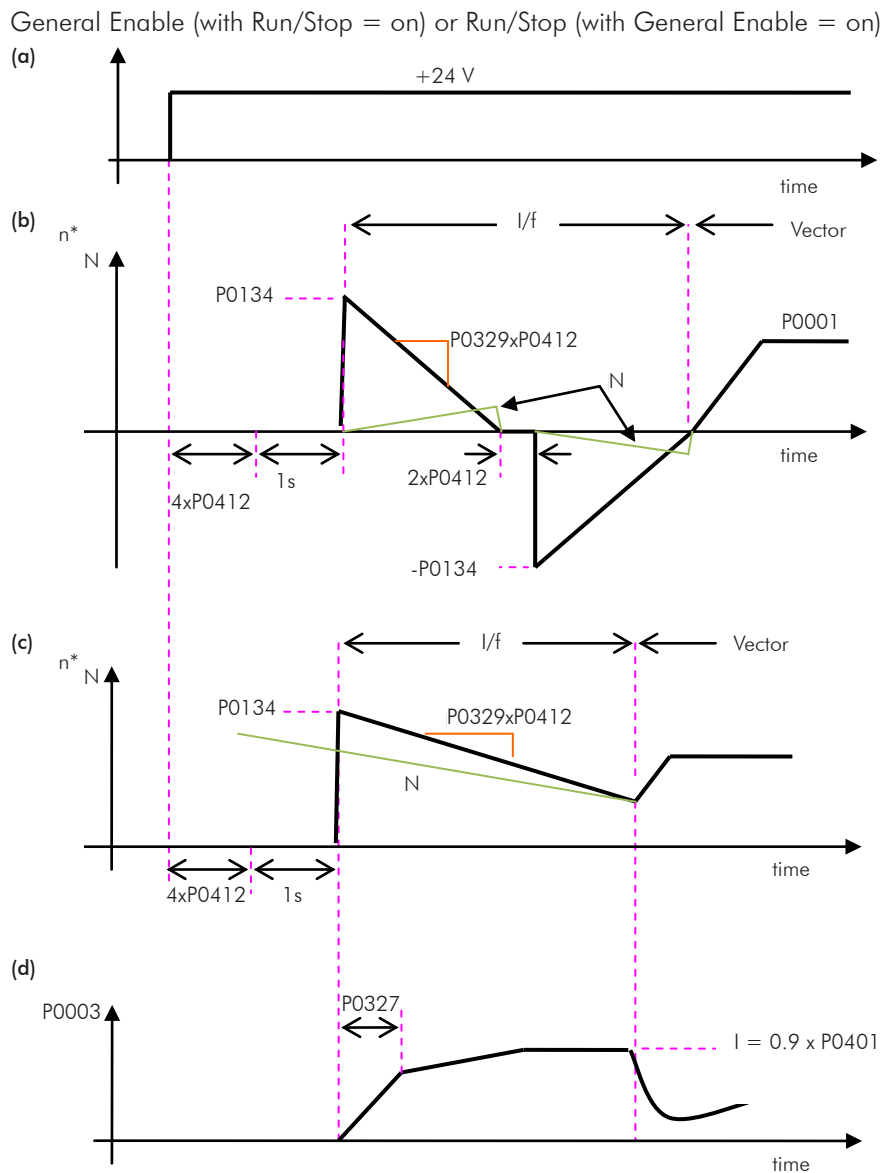 General Enable (with Run/Stop = on) or Run/Stop (with General Enable = on)
(a)
+24 V
time
(b)
n*
N
I/f
Vector
P0134
P0329xP0412
P0001
N
time
4xP0412
1s
2xP0412
-P0134
(c)
n*
N
I/f
Vector
P0134
P0329xP0412
N
time
4xP0412
1s
(d)
P0003
P0327
I = 0.9 x P0401
time